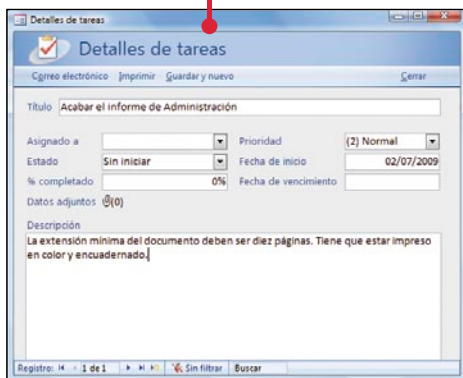 Detalles de tareas
Detalles de tareas
Correo electrónico Imprimir Guardar y nuevo Cerrar
Título Acabar el informe de Administración
Asignado a Prioridad (2) Normal
Estado Sin iniciar Fecha de inicio 02/07/2009
% completado 0% Fecha de vencimiento
Datos adjuntos (0)
Descripción
La extensión mínima del documento deben ser diez páginas. Tiene que estar impreso
en color y encuadernado.
Registro: 1 de 1 Sin filtrar Buscar